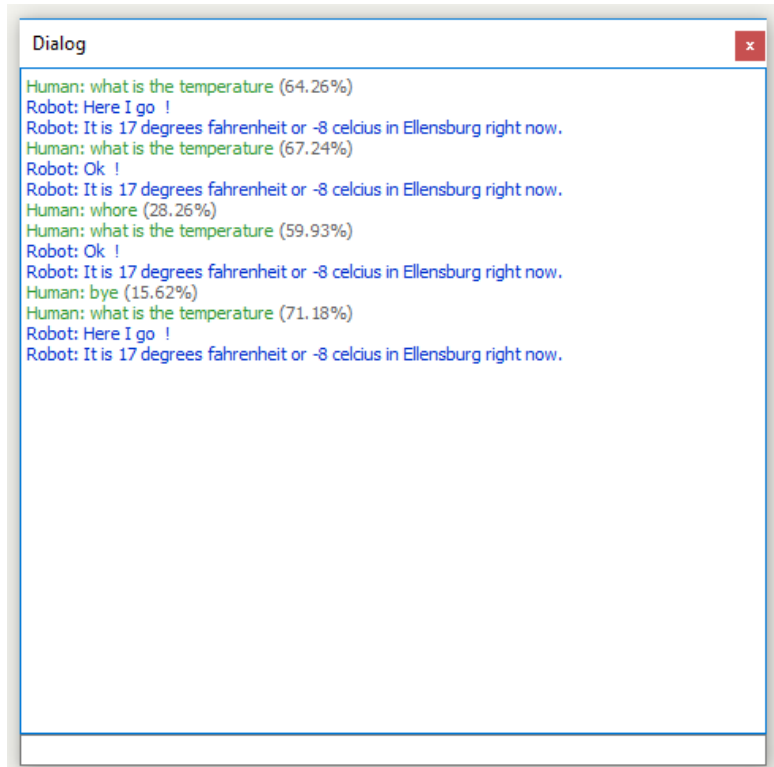 Dialog
x
Human: what is the temperature (64.26%)
Robot: Here I go !
Robot: It is 17 degrees fahrenheit or -8 celcius in Ellensburg right now.
Human: what is the temperature (67.24%)
Robot: Ok !
Robot: It is 17 degrees fahrenheit or -8 celcius in Ellensburg right now.
Human: whore (28.26%)
Human: what is the temperature (59.93%)
Robot: Ok !
Robot: It is 17 degrees fahrenheit or -8 celcius in Ellensburg right now.
Human: bye (15.62%)
Human: what is the temperature (71.18%)
Robot: Here I go !
Robot: It is 17 degrees fahrenheit or -8 celcius in Ellensburg right now.